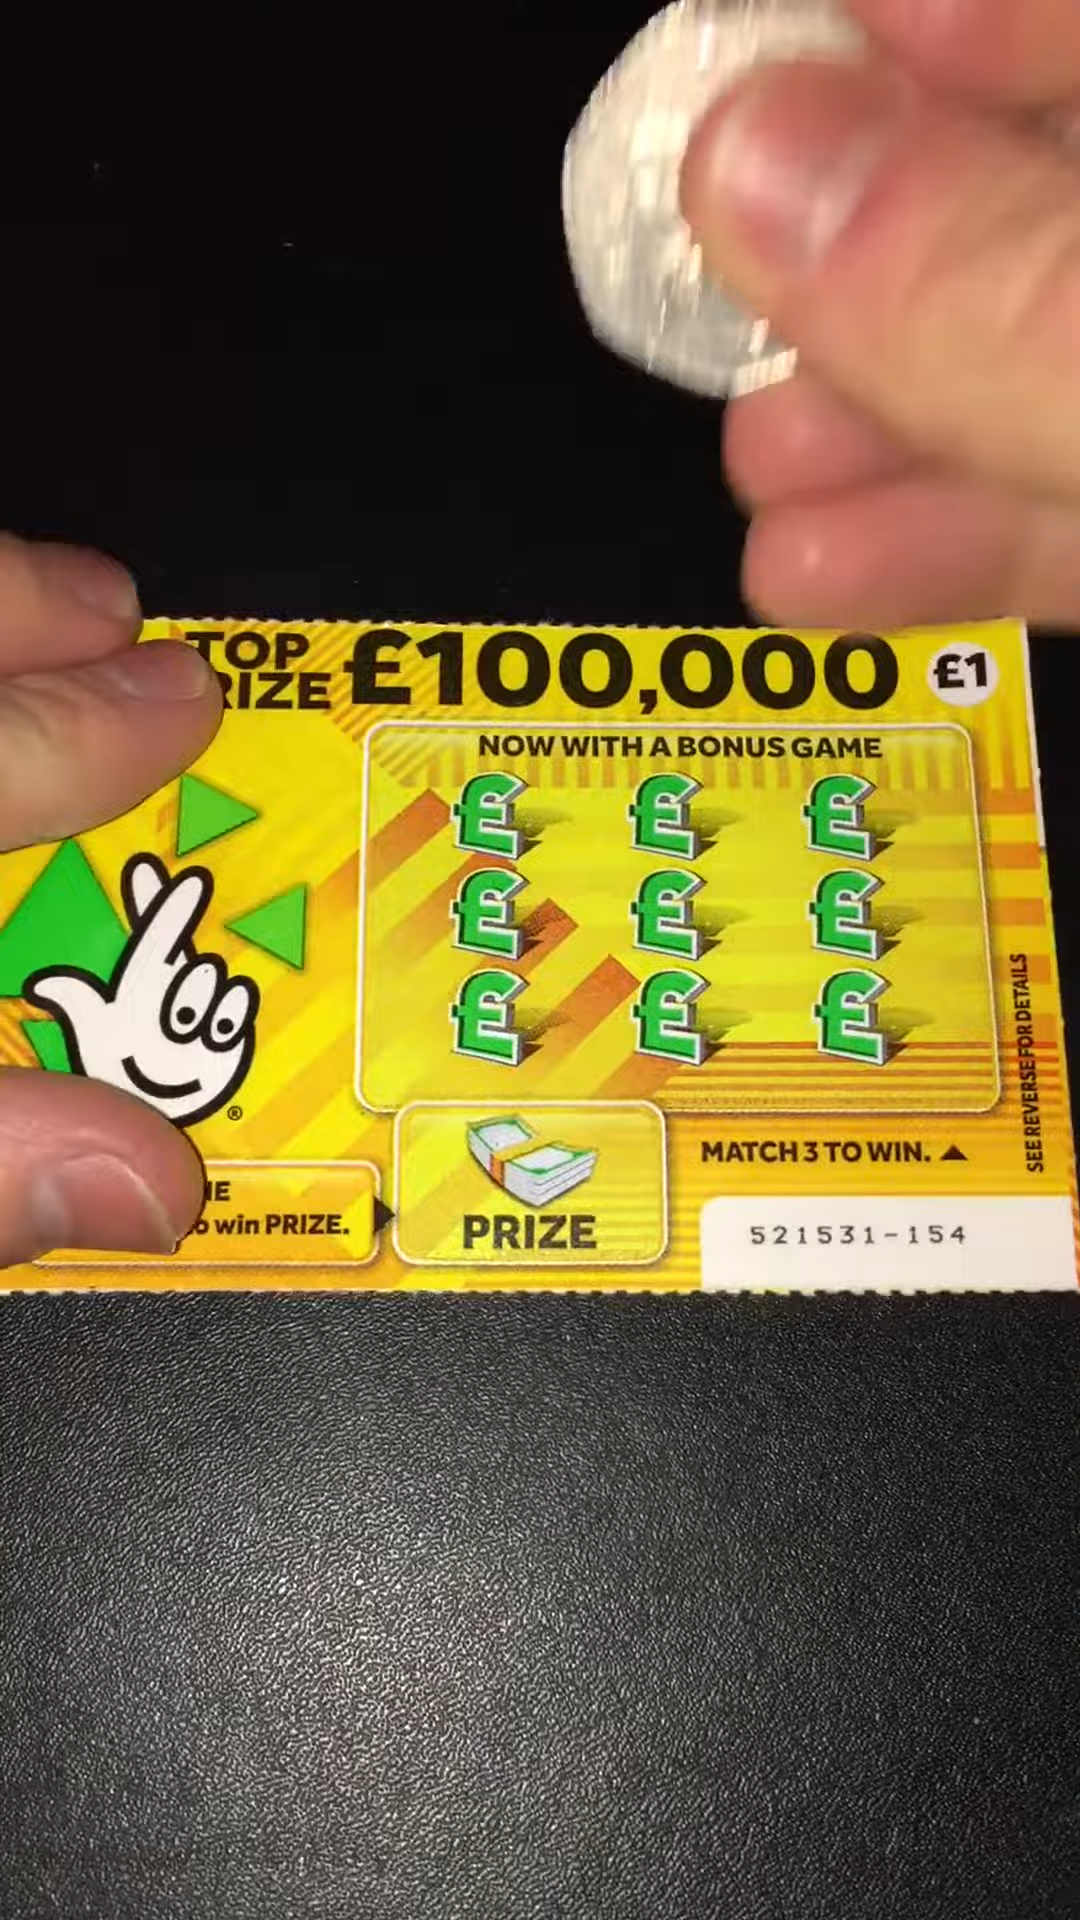 TOP £100,000 £1
RIZE
NOW WITH A BONUS GAME
£ £ £
£ £ £
£ £ £
SEE REVERSE FOR DETAILS
®
MATCH 3 TO WIN. ▲
win PRIZE.
PRIZE
521531-154